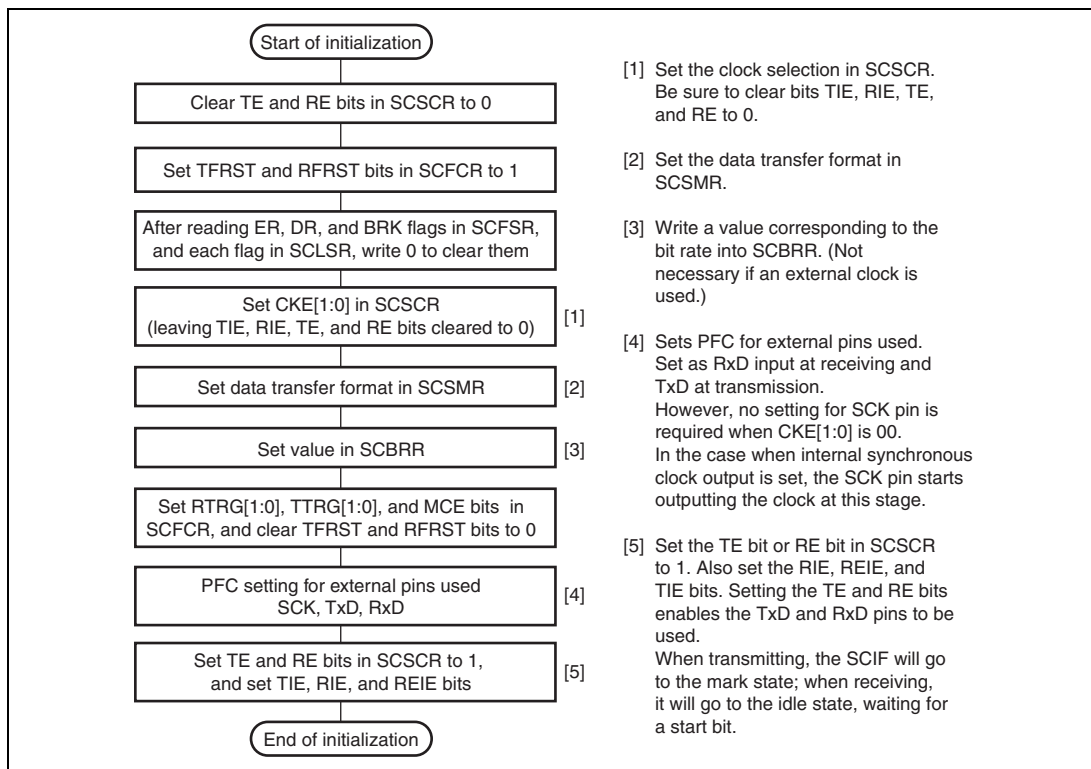 Start of initialization
Clear TE and RE bits in SCSCR to 0
Set TFRST and RFRST bits in SCFCR to 1
After reading ER, DR, and BRK flags in SCFSR,
and each flag in SCLSR, write 0 to clear them
Set CKE[1:0] in SCSCR
(leaving TIE, RIE, TE, and RE bits cleared to 0)
[1]
Set data transfer format in SCSMR
[2]
Set value in SCBRR
[3]
Set RTRG[1:0], TTRG[1:0], and MCE bits in
SCFCR, and clear TFRST and RFRST bits to 0
PFC setting for external pins used
SCK, TxD, RxD
[4]
Set TE and RE bits in SCSCR to 1,
and set TIE, RIE, and REIE bits
[5]
End of initialization
[1] Set the clock selection in SCSCR.
Be sure to clear bits TIE, RIE, TE,
and RE to 0.
[2] Set the data transfer format in
SCSMR.
[3] Write a value corresponding to the
bit rate into SCBRR. (Not
necessary if an external clock is
used.)
[4] Sets PFC for external pins used.
Set as RxD input at receiving and
TxD at transmission.
However, no setting for SCK pin is
required when CKE[1:0] is 00.
In the case when internal synchronous
clock output is set, the SCK pin starts
outputting the clock at this stage.
[5] Set the TE bit or RE bit in SCSCR
to 1. Also set the RIE, REIE, and
TIE bits. Setting the TE and RE bits
enables the TxD and RxD pins to be
used.
When transmitting, the SCIF will go
to the mark state; when receiving,
it will go to the idle state, waiting for
a start bit.